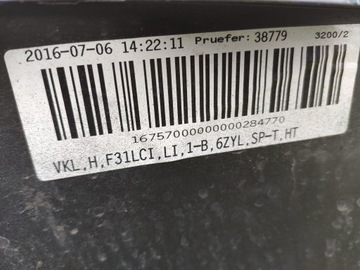 2016-07-06 14:22:11 Pruefer: 38779 3200/2
16757000000000284770
VKL,H,F31LCI,LI,1-B,6ZYL,SP-T,HT